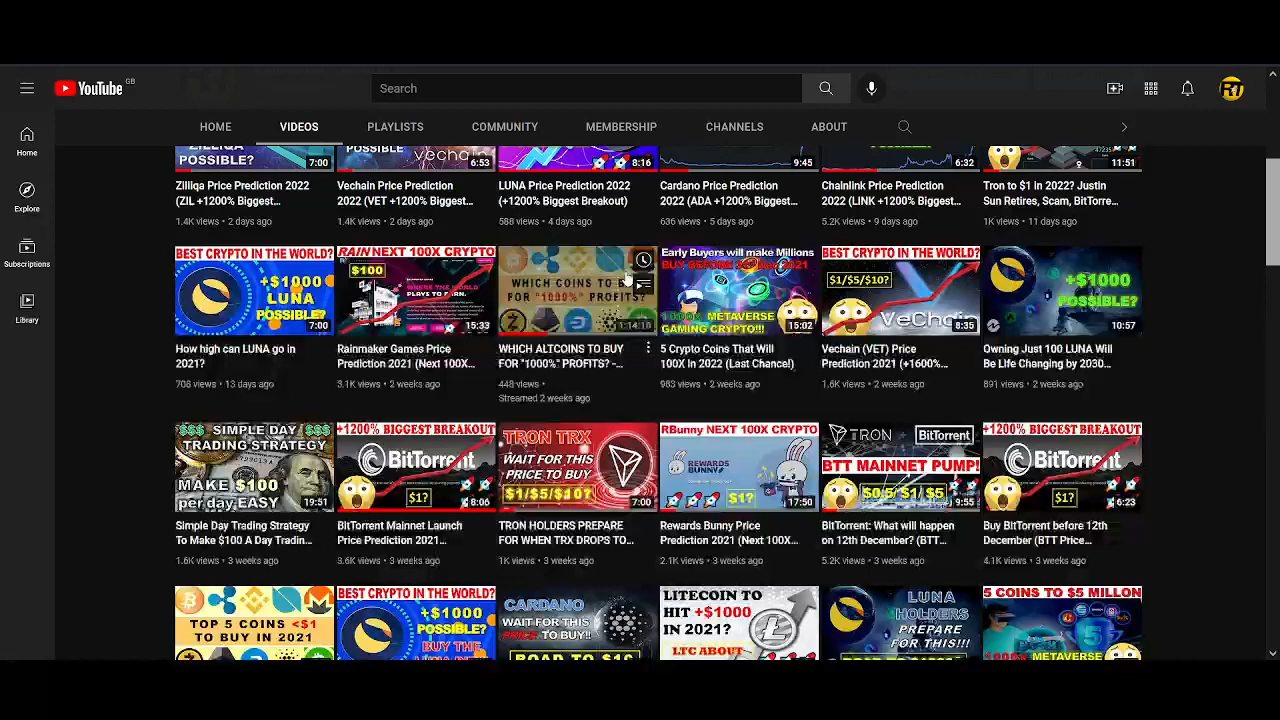 YouTube GB
Search
HOME
VIDEOS
PLAYLISTS
COMMUNITY
MEMBERSHIP
CHANNELS
ABOUT
Home
Explore
Subscriptions
Library
POSSIBLE?
7:00
POSSIBLE
vechain
6:53
8:16
9:45
6:32
11:51
Zilliqa Price Prediction 2022
(ZIL +1200% Biggest...
1.4K views • 2 days ago
Vechain Price Prediction
2022 (VET +1200% Biggest...
1.4K views • 2 days ago
LUNA Price Prediction 2022
(+1200% Biggest Breakout)
588 views • 4 days ago
Cardano Price Prediction
2022 (ADA +1200% Biggest...
636 views • 5 days ago
Chainlink Price Prediction
2022 (LINK +1200% Biggest...
5.2K views • 9 days ago
Tron to $1 in 2022? Justin
Sun Retires, Scam, BitTorre...
1K views • 11 days ago
BEST CRYPTO IN THE WORLD?
+$1000
LUNA
POSSIBLE?
7:00
How high can LUNA go in
2021?
708 views • 13 days ago
RAIN NEXT 100X CRYPTO
$100
15:33
Rainmaker Games Price
Prediction 2021 (Next 100X...
3.1K views • 2 weeks ago
WHICH COINS TO
FOR "1000%" PROFITS?
1:14:16
WHICH ALTCOINS TO BUY
FOR "1000%" PROFITS? -...
448 views •
Streamed 2 weeks ago
Early Buyers will make Millions
1000X METAVERSE
GAMING CRYPTO!!!
15:02
5 Crypto Coins That Will
100X in 2022 (Last Chance!)
983 views • 2 weeks ago
BEST CRYPTO IN THE WORLD?
$1/$5/$10?
VeChain
8:35
Vechain (VET) Price
Prediction 2021 (+1600%...
1.6K views • 2 weeks ago
+$1000
POSSIBLE?
10:57
Owning Just 100 LUNA Will
Be Life Changing by 2030...
891 views • 2 weeks ago
$$$ SIMPLE DAY $$$
TRADING STRATEGY
MAKE $100
per day EASY
19:51
Simple Day Trading Strategy
To Make $100 A Day Tradin...
1.6K views • 3 weeks ago
+1200% BIGGEST BREAKOUT
BitTorrent
$1?
8:06
BitTorrent Mainnet Launch
Price Prediction 2021...
3.6K views • 3 weeks ago
TRON TRX
WAIT FOR THIS
PRICE TO BUY
$1/$5/$10?
7:00
TRON HOLDERS PREPARE
FOR WHEN TRX DROPS TO...
1K views • 3 weeks ago
RBunny NEXT 100X CRYPTO
REWARDS
BUNNY
$1?
17:50
Rewards Bunny Price
Prediction 2021 (Next 100X...
2.1K views • 3 weeks ago
TRON + BitTorrent
BTT MAINNET PUMP!
$0.5/$1/$5
9:55
BitTorrent: What will happen
on 12th December? (BTT...
5.2K views • 3 weeks ago
+1200% BIGGEST BREAKOUT
BitTorrent
$1?
6:23
Buy BitTorrent before 12th
December (BTT Price...
4.1K views • 3 weeks ago
TOP 5 COINS <$1
TO BUY IN 2021
BEST CRYPTO IN THE WORLD?
+$1000
POSSIBLE?
BUY THE
CARDANO
WAIT FOR THIS
PRICE TO BUY!!
LITECOIN TO
HIT +$1000
IN 2021?
LTC ABOUT
LUNA
HOLDERS
PREPARE
FOR THIS!!
5 COINS TO $5 MILLON
1000X METAVERSE